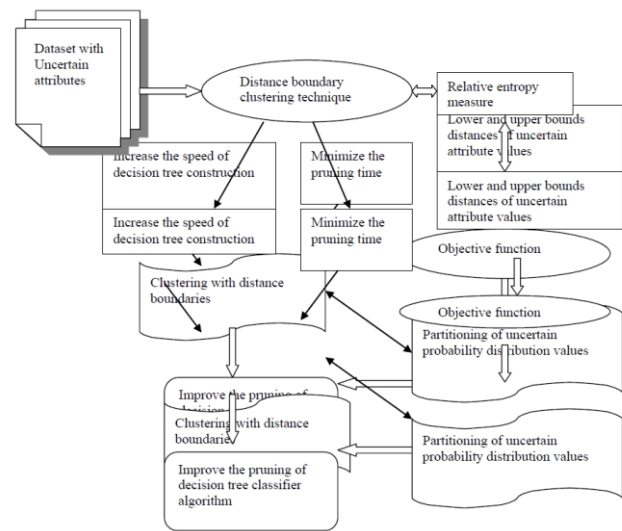 Dataset with
Uncertain
attributes
Distance boundary
clustering technique
Relative entropy
measure
Lower and upper bounds
distances of uncertain
attribute values
Increase the speed of
decision tree construction
Minimize the
pruning time
Lower and upper bounds
distances of uncertain
attribute values
Increase the speed of
decision tree construction
Minimize the
pruning time
Objective function
Clustering with distance
boundaries
Objective function
Partitioning of uncertain
probability distribution values
Improve the pruning of
decision
Clustering with distance
boundaries
Partitioning of uncertain
probability distribution values
Improve the pruning of
decision tree classifier
algorithm